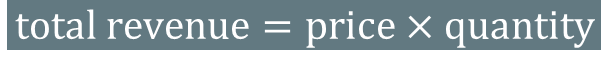 total revenue = price × quantity